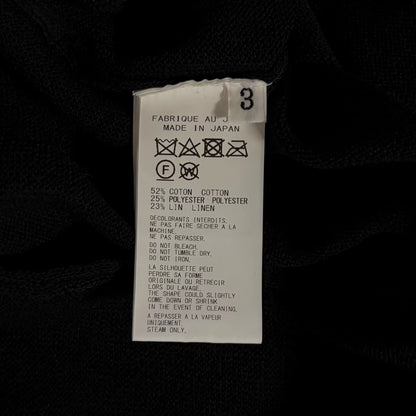 3
FABRIQUE AU J
MADE IN JAPAN
F W
52% COTON COTTON
25% POLYESTER POLYESTER
23% LIN LINEN
DÉCOLORANTS INTERDITS.
NE PAS FAIRE SÉCHER A LA
MACHINE.
NE PAS REPASSER.
DO NOT BLEACH.
DO NOT TUMBLE DRY.
DO NOT IRON.
LA SILHOUETTE PEUT
PERDRE SA FORME
ORIGINALE OU RETRECIR
LORS DU LAVAGE.
THE SHAPE COULD SLIGHTLY
COME DOWN OR SHRINK
IN THE EVENT OF CLEANING.
A REPASSER A LA VAPEUR
UNIQUEMENT.
STEAM ONLY.